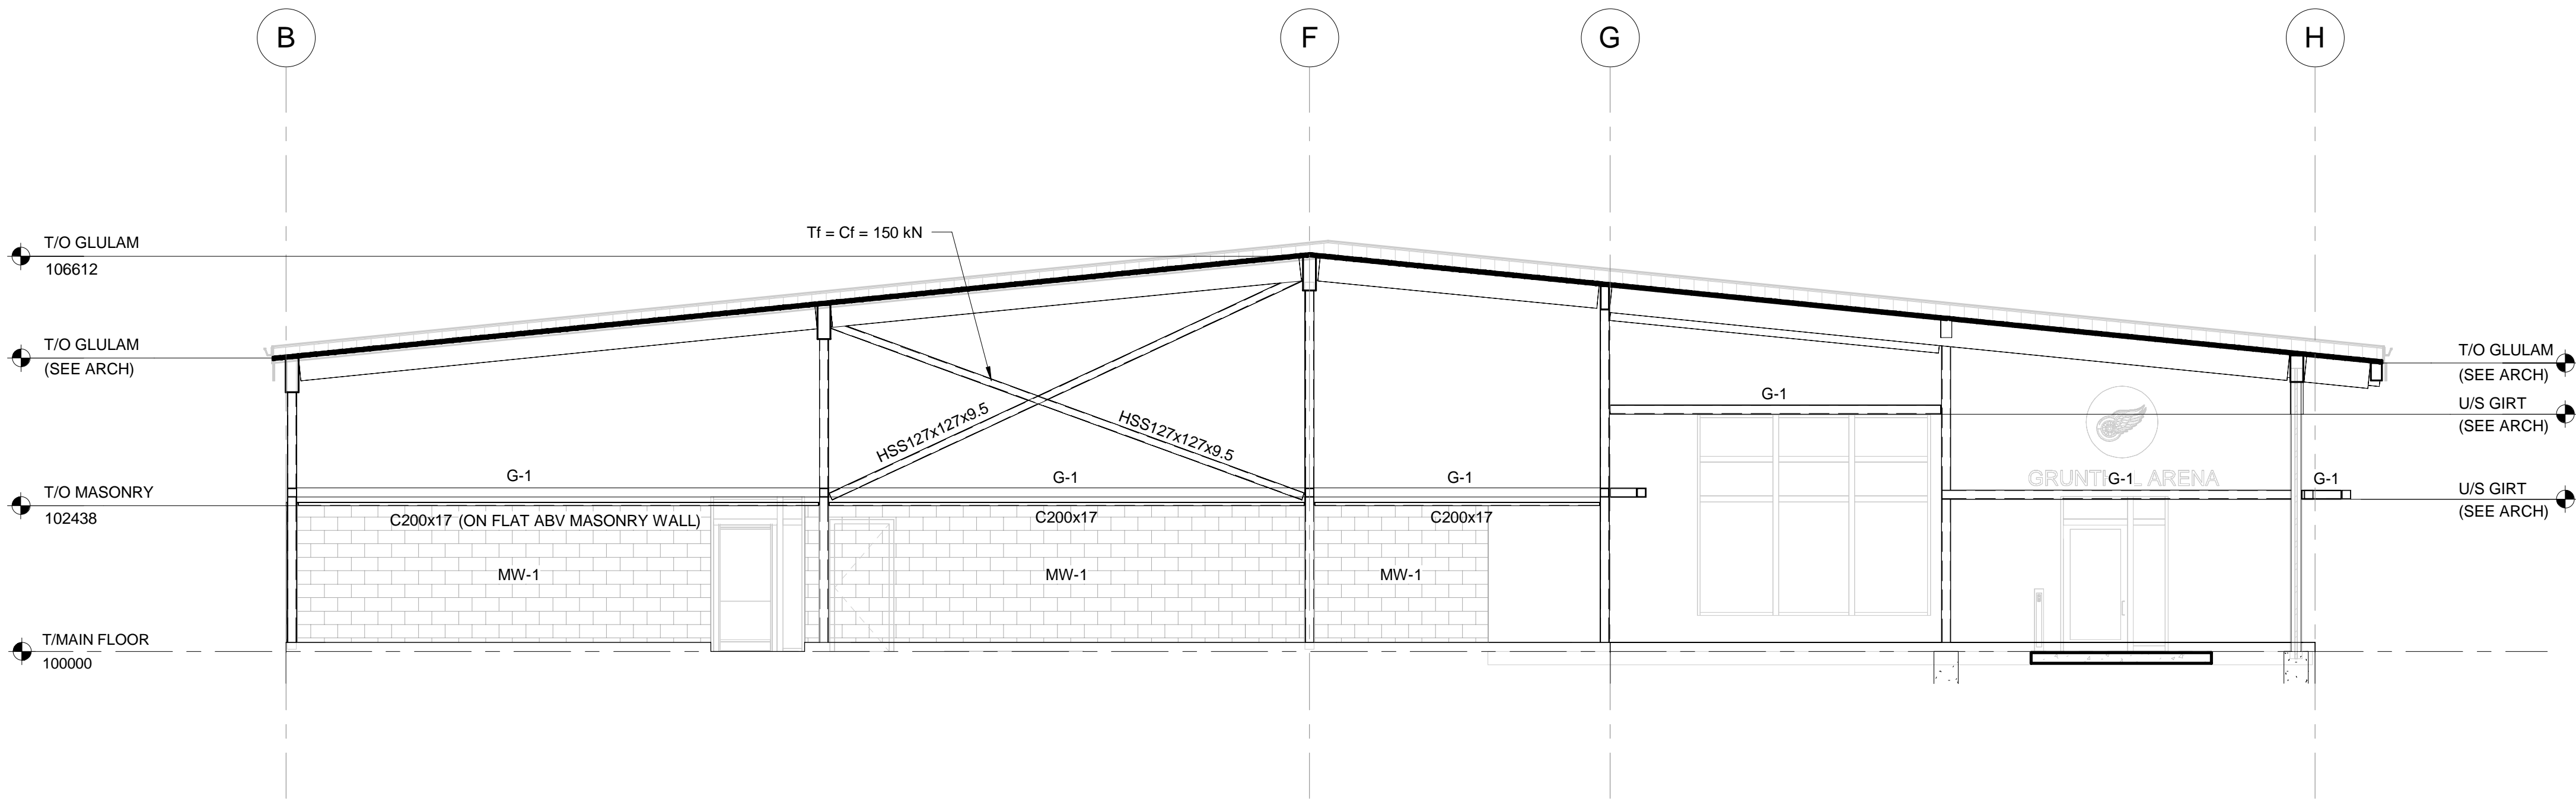 B
F
G
H
T/O GLULAM
106612
Tf = Cf = 150 kN
T/O GLULAM
(SEE ARCH)
T/O GLULAM
(SEE ARCH)
G-1
U/S GIRT
(SEE ARCH)
HSS127x127x9.5
HSS127x127x9.5
G-1
G-1
G-1
ARENA
G-1
G-1
T/O MASONRY
102438
U/S GIRT
(SEE ARCH)
C200x17 (ON FLAT ABV MASONRY WALL)
C200x17
C200x17
MW-1
MW-1
MW-1
T/MAIN FLOOR
100000